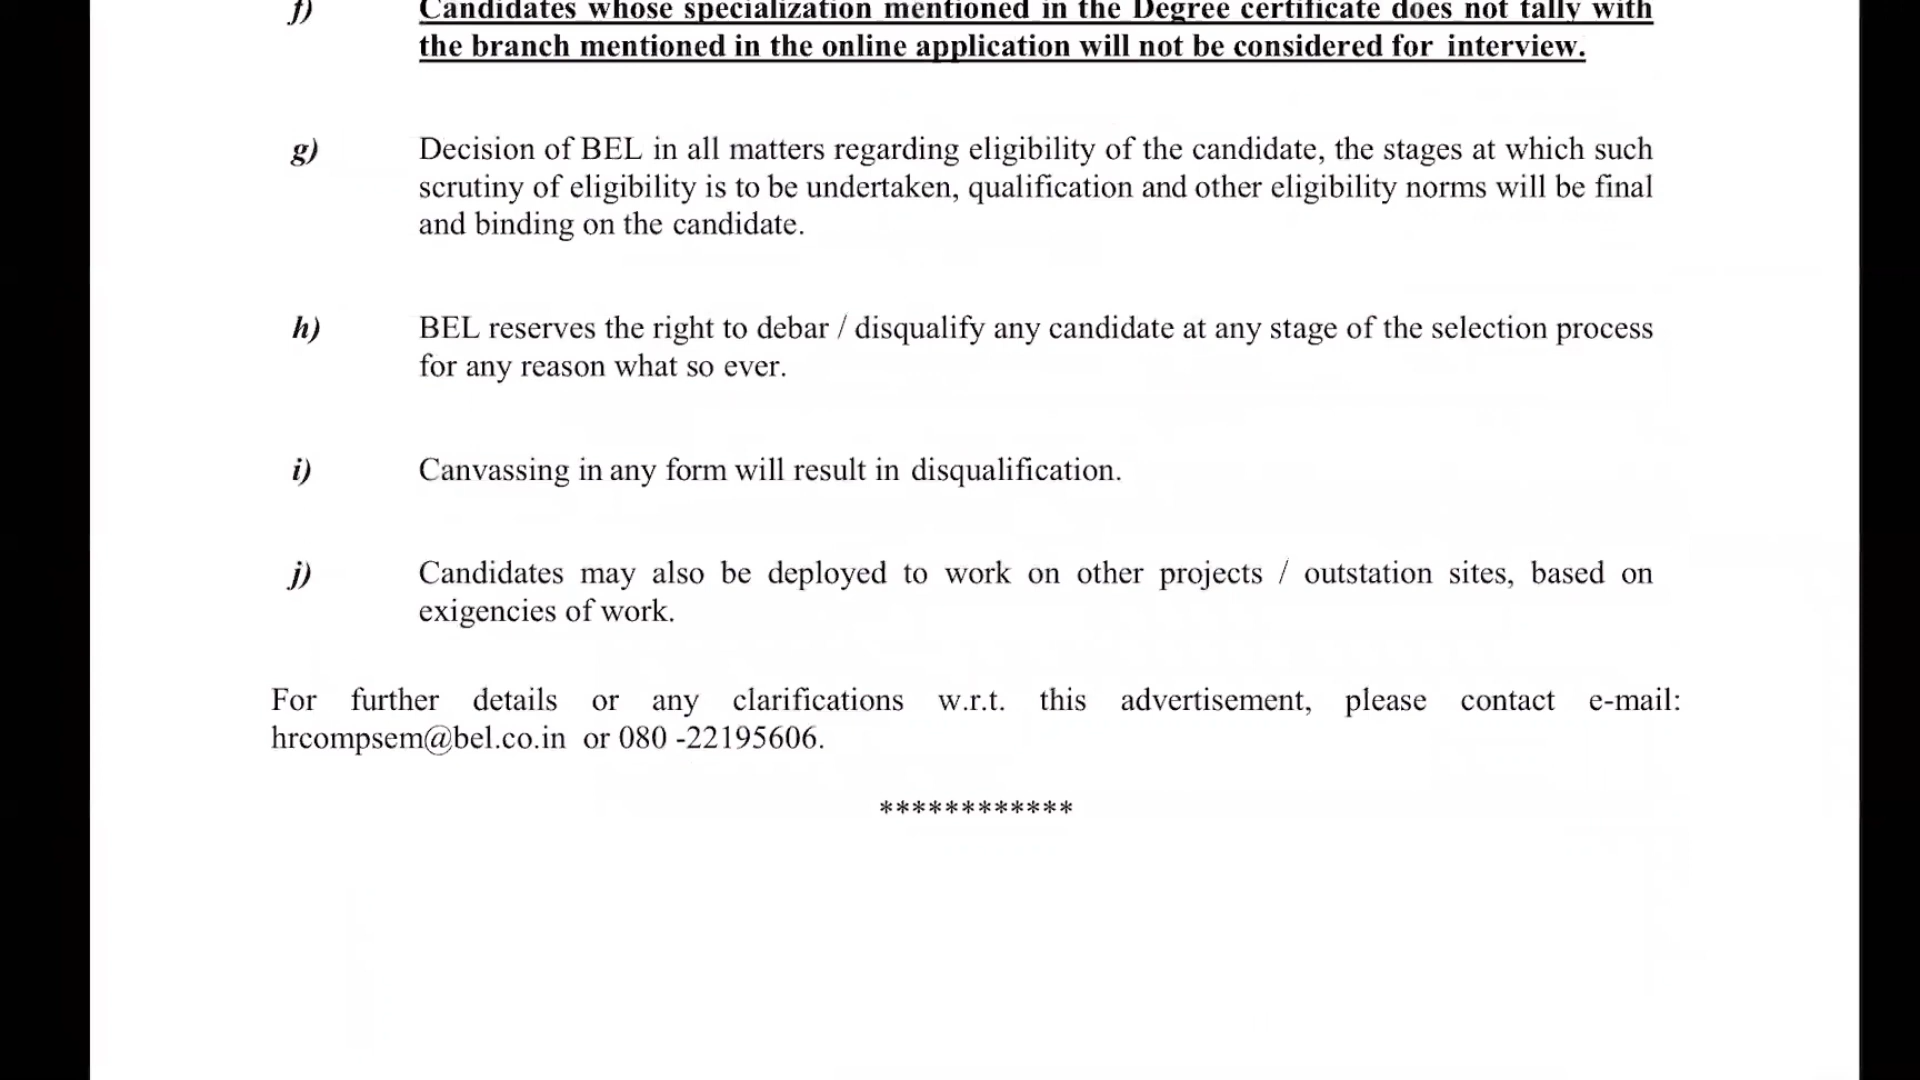 f) Candidates whose specialization mentioned in the Degree certificate does not tally with
the branch mentioned in the online application will not be considered for interview.
g) Decision of BEL in all matters regarding eligibility of the candidate, the stages at which such
scrutiny of eligibility is to be undertaken, qualification and other eligibility norms will be final
and binding on the candidate.
h) BEL reserves the right to debar / disqualify any candidate at any stage of the selection process
for any reason what so ever.
i) Canvassing in any form will result in disqualification.
j) Candidates may also be deployed to work on other projects / outstation sites, based on
exigencies of work.
For further details or any clarifications w.r.t. this advertisement, please contact e-mail:
hrcompsem@bel.co.in or 080 -22195606.
************